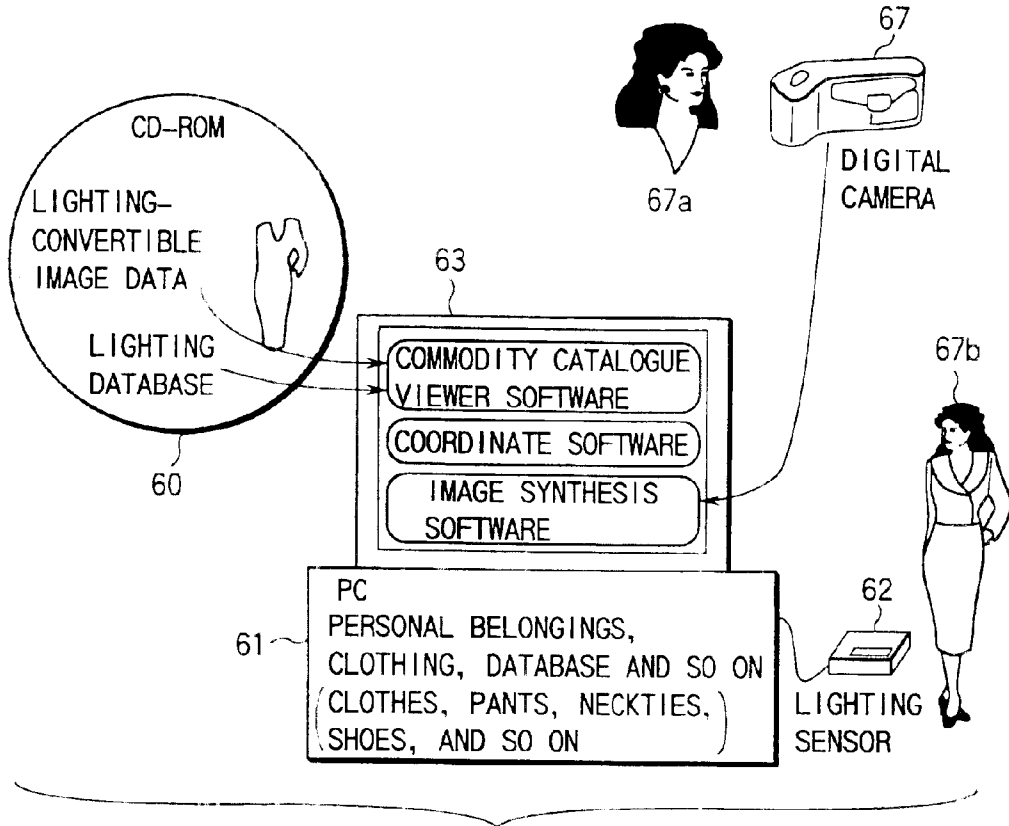 67
CD-ROM
DIGITAL
CAMERA
67a
LIGHTING-
CONVERTIBLE
IMAGE DATA
63
LIGHTING
DATABASE
COMMODITY CATALOGUE
VIEWER SOFTWARE
67b
COORDINATE SOFTWARE
60
IMAGE SYNTHESIS
SOFTWARE
PC
62
61
PERSONAL BELONGINGS,
CLOTHING, DATABASE AND SO ON
(CLOTHES, PANTS, NECKTIES,
SHOES, AND SO ON)
LIGHTING
SENSOR